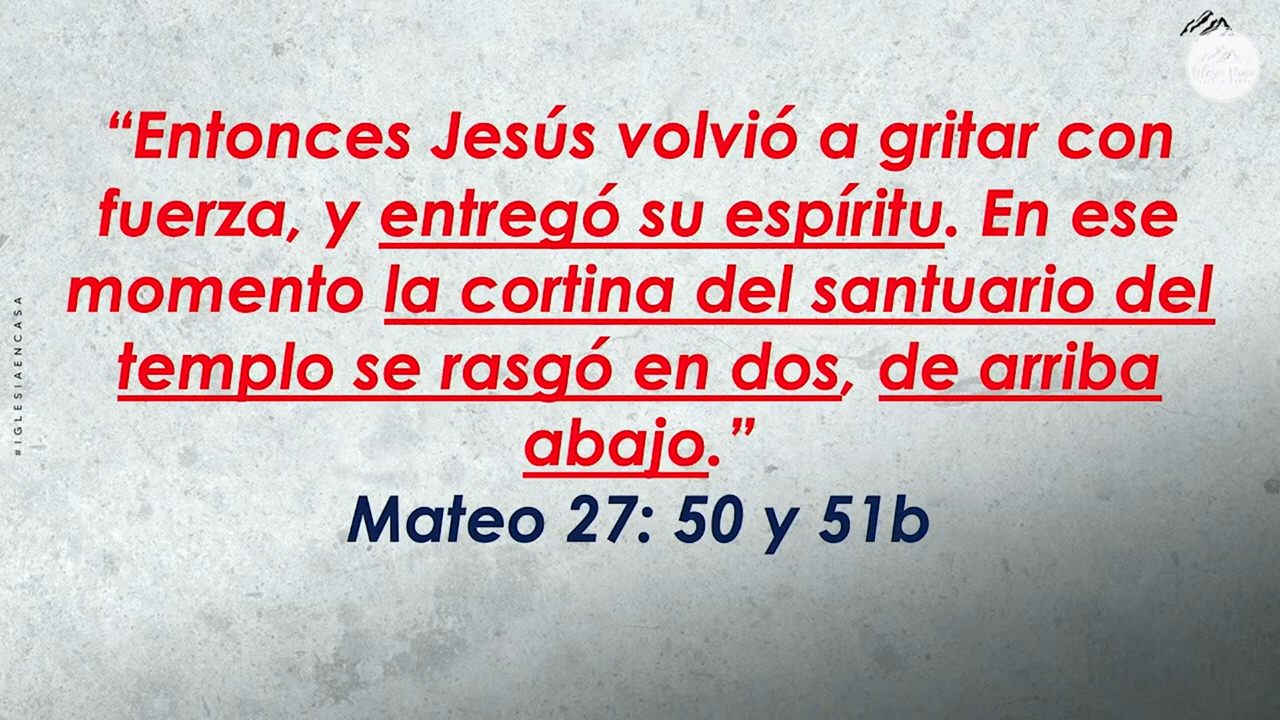 “Entonces Jesús volvió a gritar con
fuerza, y entregó su espíritu. En ese
momento la cortina del santuario del
templo se rasgó en dos, de arriba
abajo.”
Mateo 27: 50 y 51b
#IGLESIAENCASA